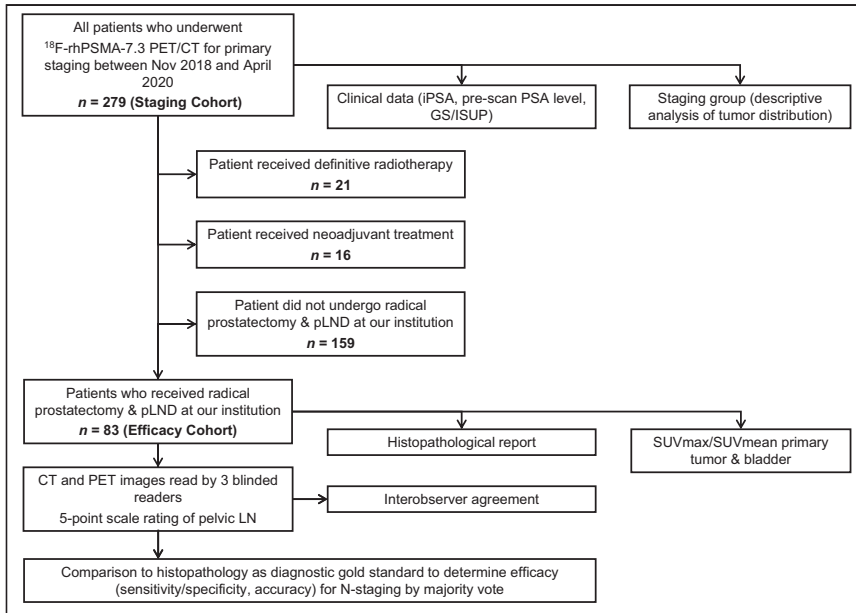 All patients who underwent
¹⁸F-rhPSMA-7.3 PET/CT for primary
staging between Nov 2018 and April
2020
n = 279 (Staging Cohort)
Clinical data (iPSA, pre-scan PSA level,
GS/ISUP)
Staging group (descriptive
analysis of tumor distribution)
Patient received definitive radiotherapy
n = 21
Patient received neoadjuvant treatment
n = 16
Patient did not undergo radical
prostatectomy & pLND at our institution
n = 159
Patients who received radical
prostatectomy & pLND at our institution
n = 83 (Efficacy Cohort)
Histopathological report
SUVmax/SUVmean primary
tumor & bladder
CT and PET images read by 3 blinded
readers
5-point scale rating of pelvic LN
Interobserver agreement
Comparison to histopathology as diagnostic gold standard to determine efficacy
(sensitivity/specificity, accuracy) for N-staging by majority vote